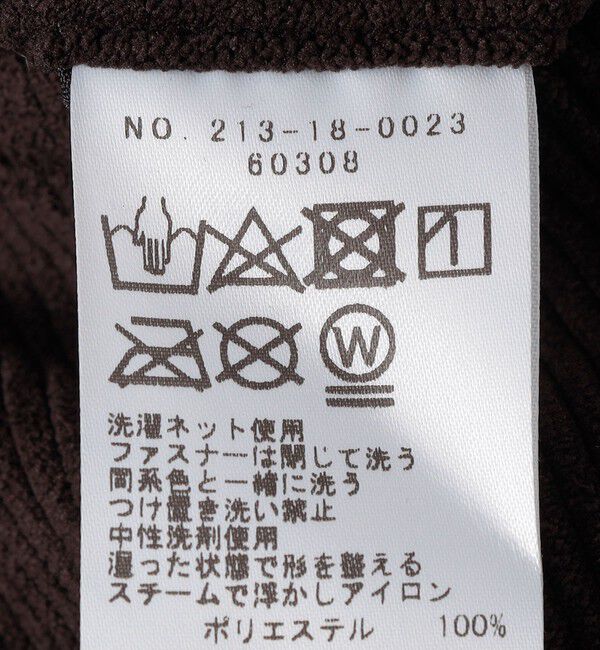 NO. 213-18-0023
60308
W
洗濯ネット使用
ファスナーは閉じて洗う
同系色と一緒に洗う
つけ置き洗い禁止
中性洗剤使用
湿った状態で形を整える
スチームで浮かしアイロン
ポリエステル 100%